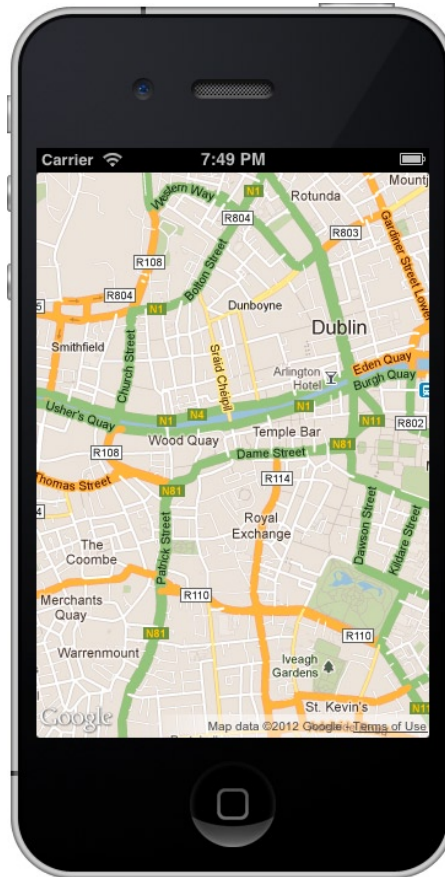 Carrier
7:49 PM
Mountj
Western Way
N1
Rotunda
R804
R803
R108
Gardiner Street Lower
Bolton Street
R804
N1
Dunboyne
Dublin
Smithfield
Church Street
Sráid Chéipil
Arlington
Hotel
Eden Quay
Burgh Quay
Usher's Quay
N1
N4
N1
N11
R802
Wood Quay
Temple Bar
R108
Dame Street
N81
Thomas Street
N81
R114
Patrick Street
Royal
Exchange
Dawson Street
Kildare Street
The
Coombe
Merchants
Quay
R110
N81
R110
Warrenmount
Iveagh
Gardens
St. Kevin's
N11
Google
Map data ©2012 Google - Terms of Use